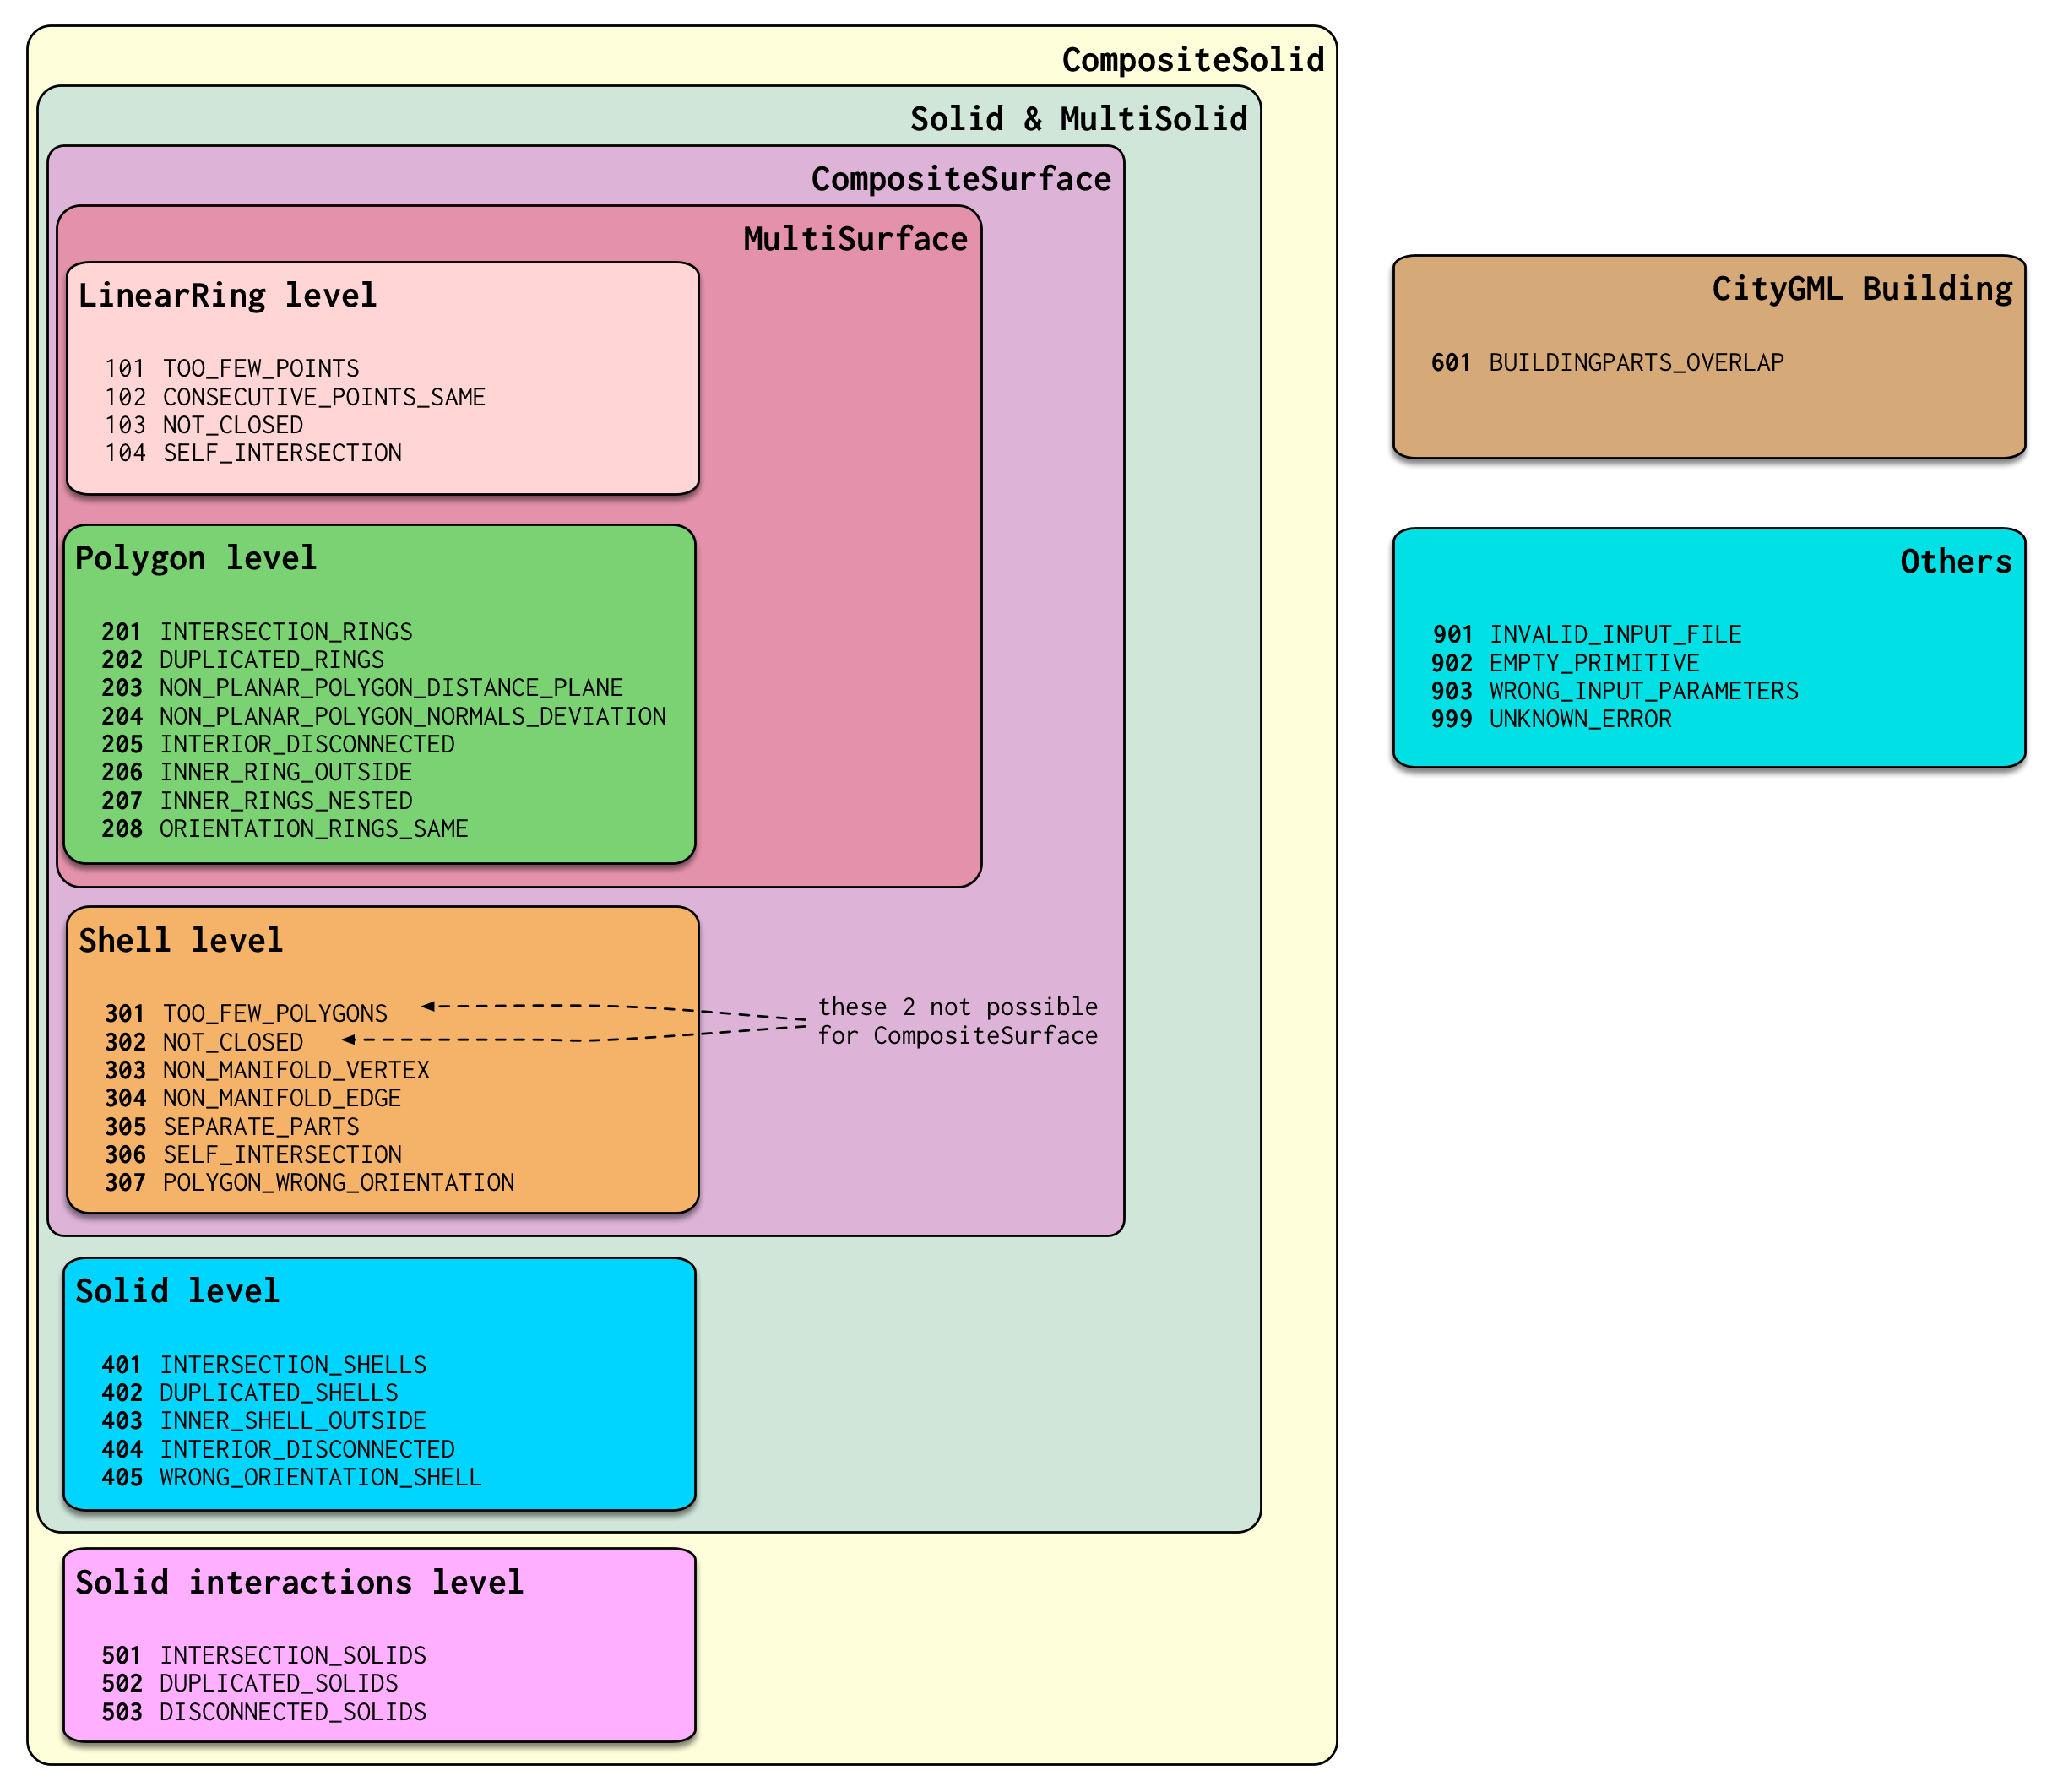 CompositeSolid
Solid & MultiSolid
CompositeSurface
MultiSurface
LinearRing level
101 TOO_FEW_POINTS
102 CONSECUTIVE_POINTS_SAME
103 NOT_CLOSED
104 SELF_INTERSECTION
Polygon level
201 INTERSECTION_RINGS
202 DUPLICATED_RINGS
203 NON_PLANAR_POLYGON_DISTANCE_PLANE
204 NON_PLANAR_POLYGON_NORMALS_DEVIATION
205 INTERIOR_DISCONNECTED
206 INNER_RING_OUTSIDE
207 INNER_RINGS_NESTED
208 ORIENTATION_RINGS_SAME
Shell level
301 TOO_FEW_POLYGONS
302 NOT_CLOSED
303 NON_MANIFOLD_VERTEX
304 NON_MANIFOLD_EDGE
305 SEPARATE_PARTS
306 SELF_INTERSECTION
307 POLYGON_WRONG_ORIENTATION
these 2 not possible
for CompositeSurface
Solid level
401 INTERSECTION_SHELLS
402 DUPLICATED_SHELLS
403 INNER_SHELL_OUTSIDE
404 INTERIOR_DISCONNECTED
405 WRONG_ORIENTATION_SHELL
Solid interactions level
501 INTERSECTION_SOLIDS
502 DUPLICATED_SOLIDS
503 DISCONNECTED_SOLIDS
CityGML Building
601 BUILDINGPARTS_OVERLAP
Others
901 INVALID_INPUT_FILE
902 EMPTY_PRIMITIVE
903 WRONG_INPUT_PARAMETERS
999 UNKNOWN_ERROR